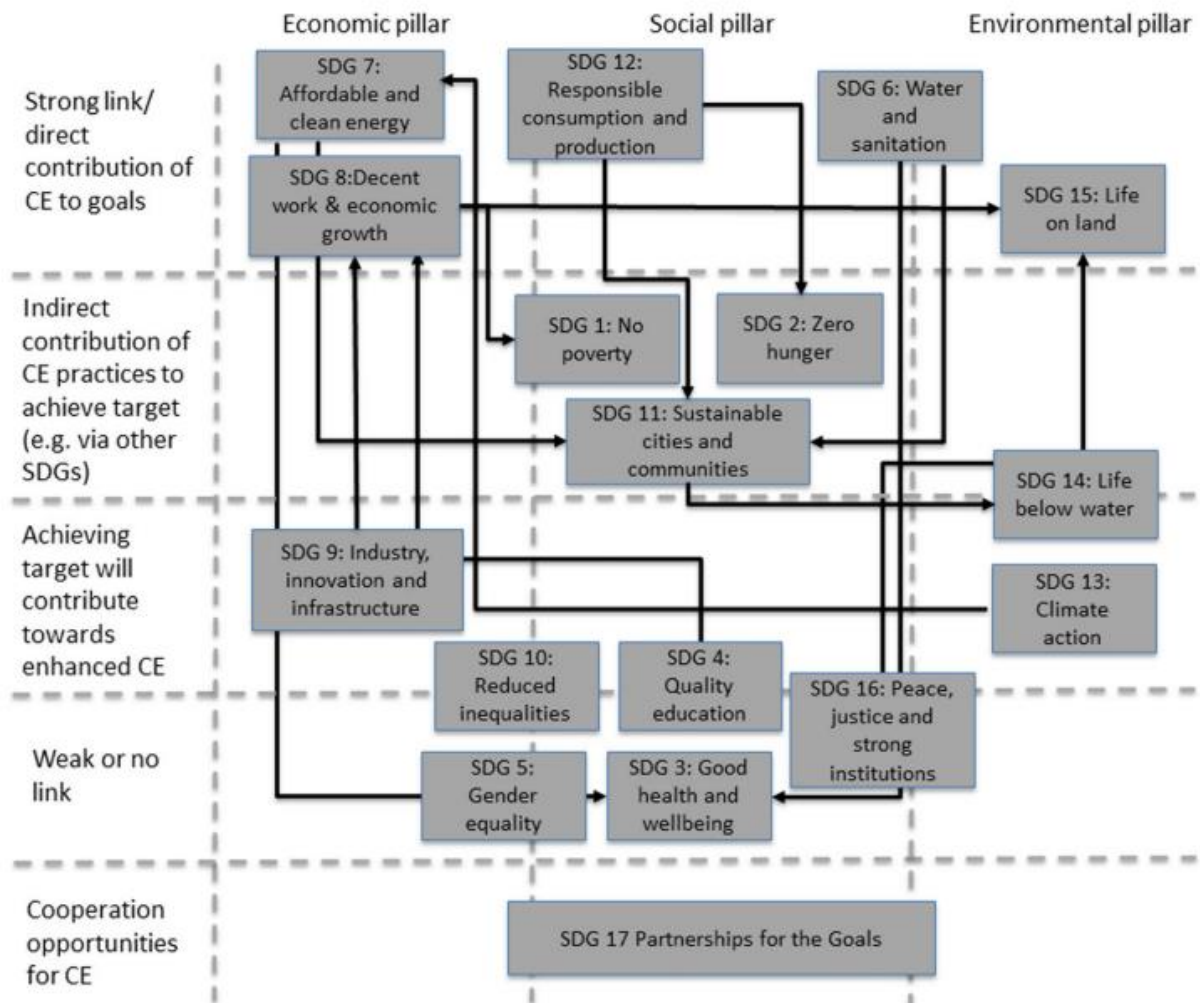 Economic pillar
Social pillar
Environmental pillar
Strong link/
direct
contribution of
CE to goals
SDG 7:
Affordable and
clean energy
SDG 12:
Responsible
consumption and
production
SDG 6: Water
and
sanitation
SDG 8:Decent
work & economic
growth
SDG 15: Life
on land
Indirect
contribution of
CE practices to
achieve target
(e.g. via other
SDGs)
SDG 1: No
poverty
SDG 2: Zero
hunger
SDG 11: Sustainable
cities and
communities
SDG 14: Life
below water
Achieving
target will
contribute
towards
enhanced CE
SDG 9: Industry,
innovation and
infrastructure
SDG 13:
Climate
action
SDG 10:
Reduced
inequalities
SDG 4:
Quality
education
SDG 16: Peace,
justice and
strong
institutions
Weak or no
link
SDG 5:
Gender
equality
SDG 3: Good
health and
wellbeing
Cooperation
opportunities
for CE
SDG 17 Partnerships for the Goals